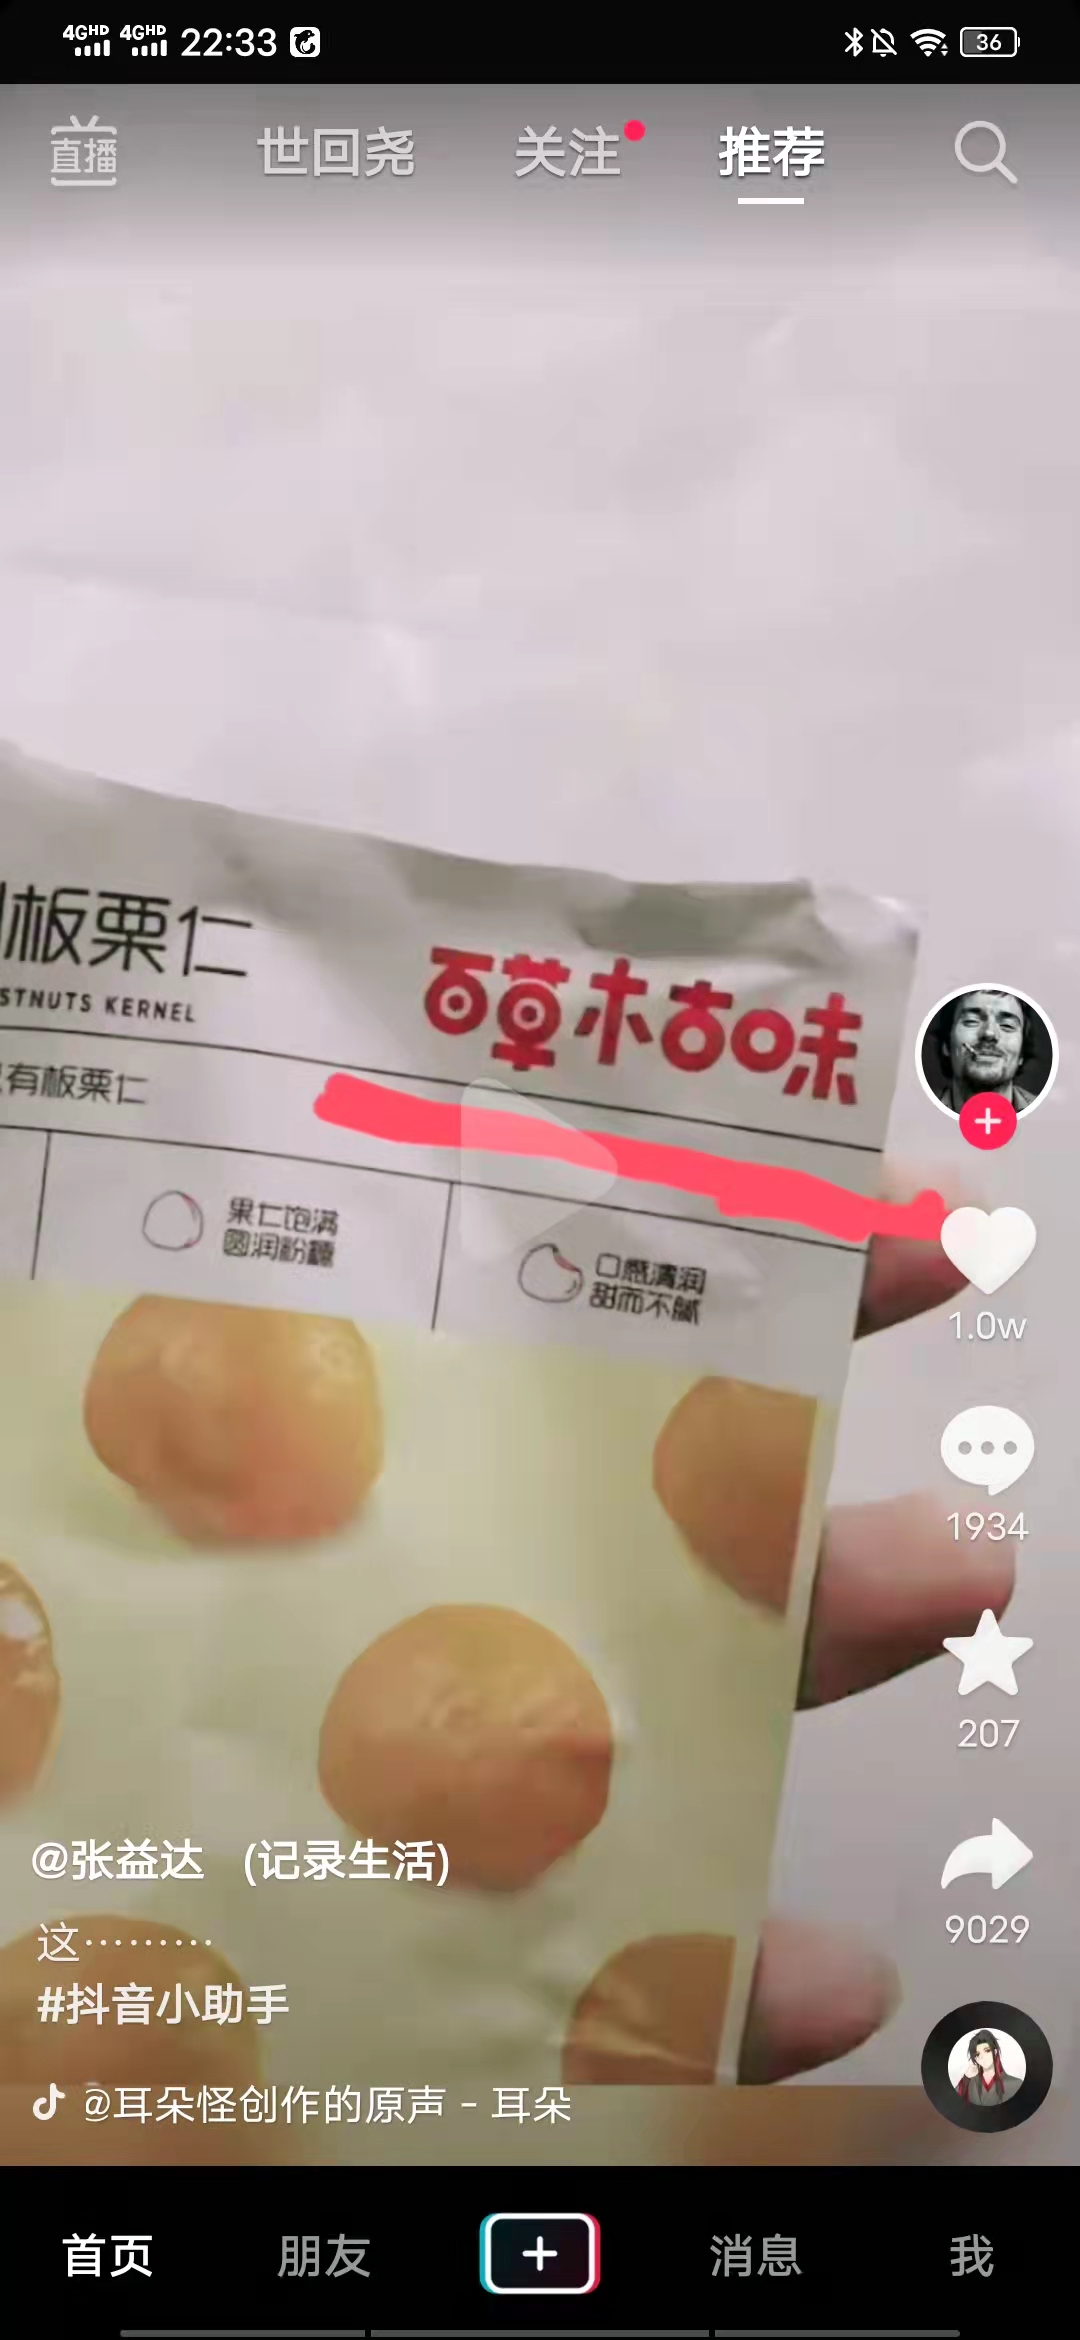 4GHD 4GHD 22:33 36
直播 世回尧 关注 推荐
板栗仁
STNUTS KERNEL
百草木古味
有板栗仁
果仁饱满
圆润粉糯
口感清润
甜而不腻
1.0w
1934
207
9029
@张益达 (记录生活)
这………
#抖音小助手
@耳朵怪创作的原声 - 耳朵
首页 朋友 消息 我